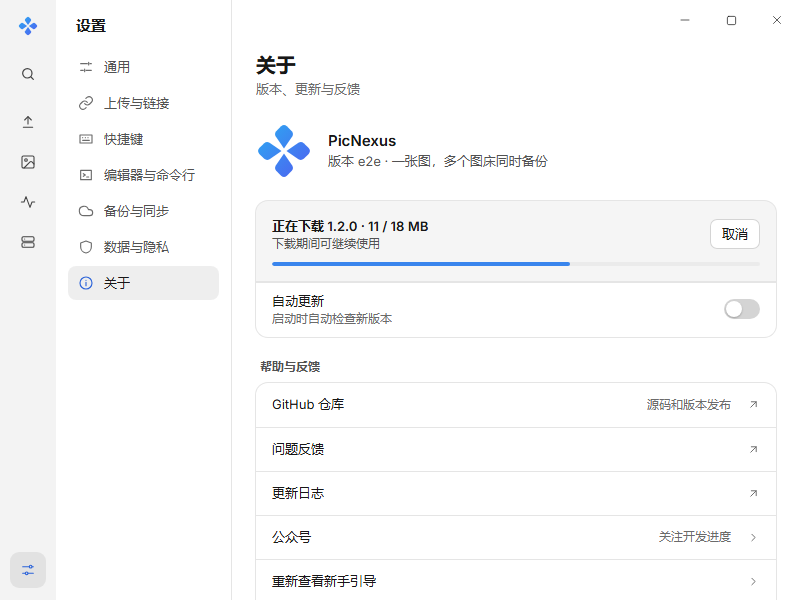 设置
通用
上传与链接
快捷键
编辑器与命令行
备份与同步
数据与隐私
关于
关于
版本、更新与反馈
PicNexus
版本 e2e · 一张图，多个图床同时备份
正在下载 1.2.0 · 11 / 18 MB
下载期间可继续使用
取消
自动更新
启动时自动检查新版本
帮助与反馈
GitHub 仓库
源码和版本发布
问题反馈
更新日志
公众号
关注开发进度
重新查看新手引导